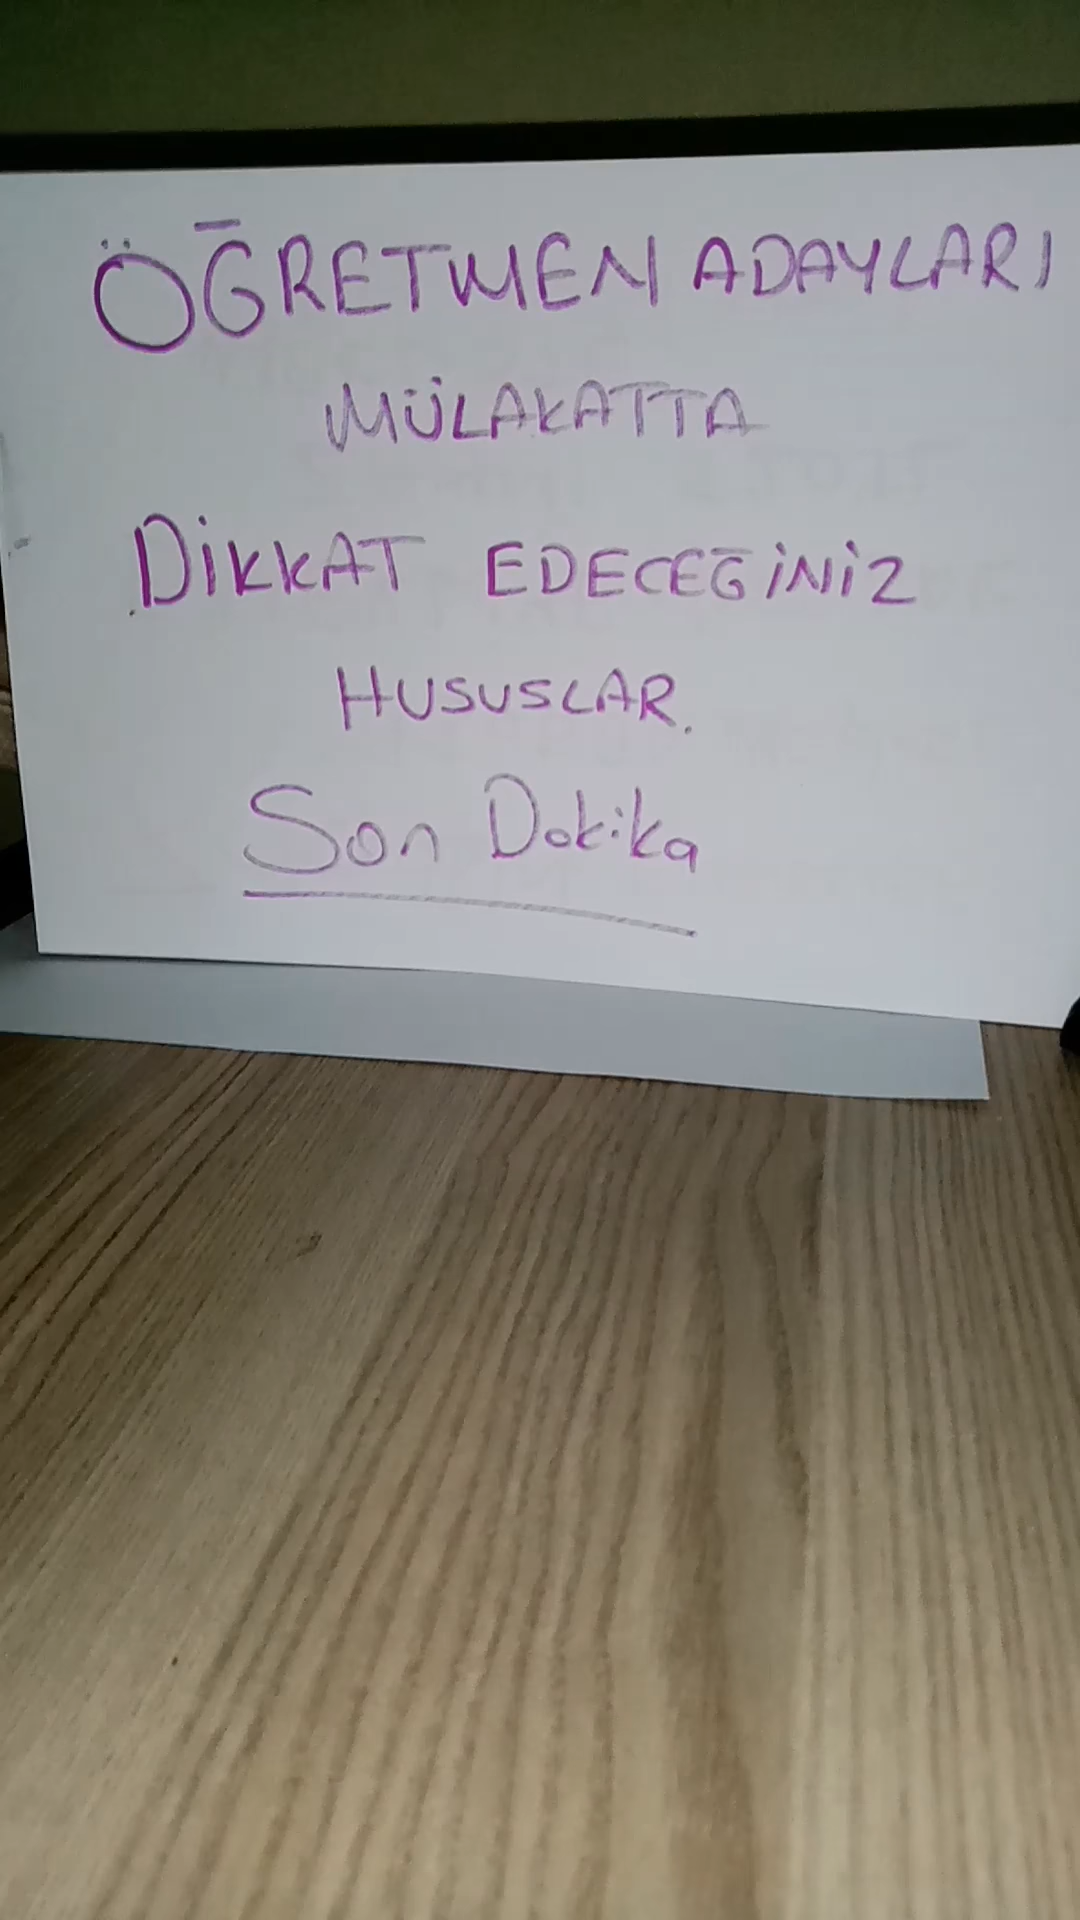 ÖĞRETMEN ADAYLARI
MÜLAKATTA
DİKKAT EDECEĞİNİZ
HUSUSLAR.
Son Dakika